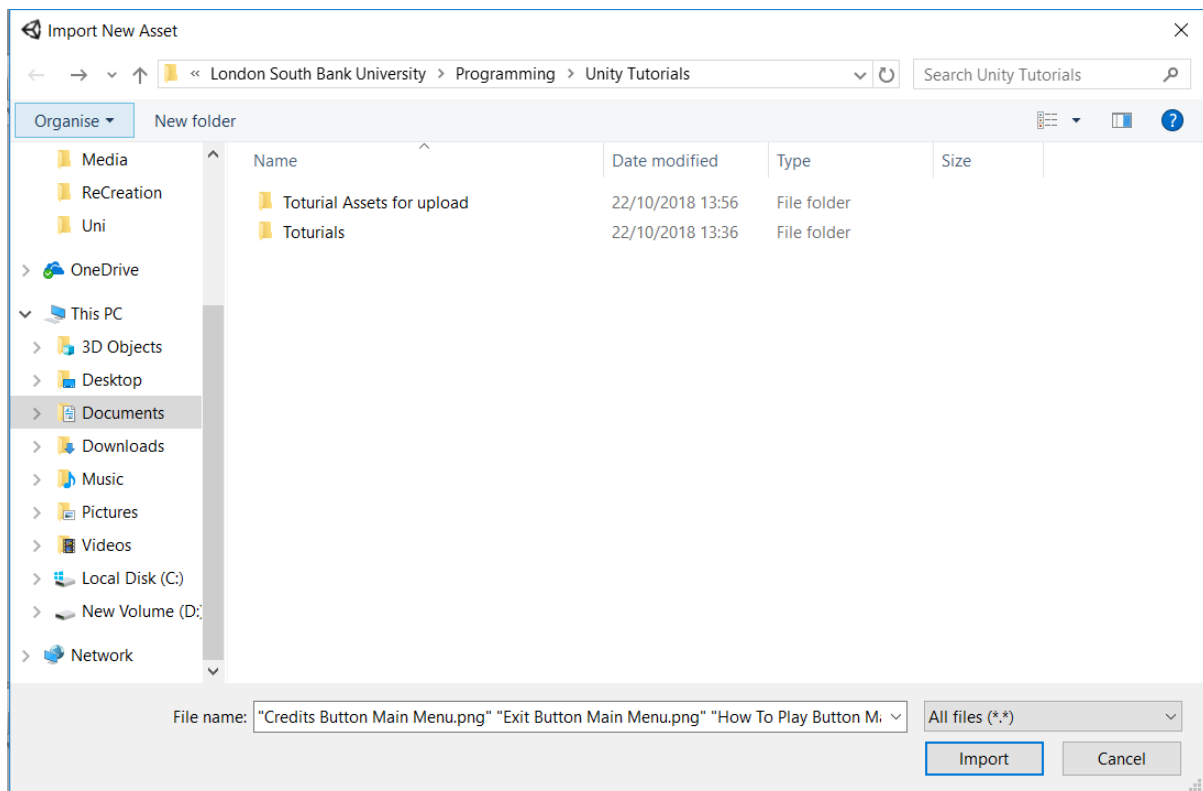 Import New Asset
« London South Bank University > Programming > Unity Tutorials
Search Unity Tutorials
Organise
New folder
?
Media
ReCreation
Uni
OneDrive
This PC
3D Objects
Desktop
Documents
Downloads
Music
Pictures
Videos
Local Disk (C:)
New Volume (D:
Network
Name Date modified Type Size
Toturial Assets for upload 22/10/2018 13:56 File folder
Toturials 22/10/2018 13:36 File folder
File name: "Credits Button Main Menu.png" "Exit Button Main Menu.png" "How To Play Button Ma
All files (*.*)
Import Cancel